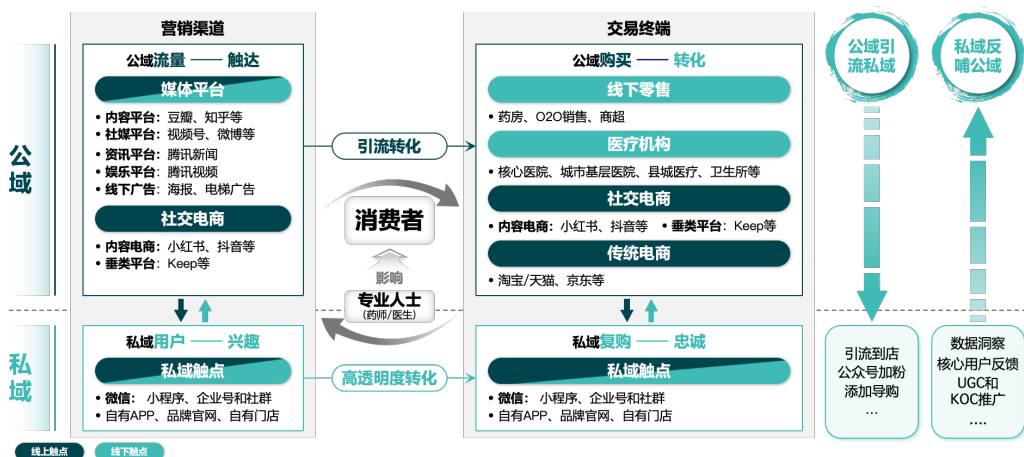 营销渠道
公域流量 —— 触达
媒体平台
• 内容平台：豆瓣、知乎等
• 社媒平台：视频号、微博等
• 资讯平台：腾讯新闻
• 娱乐平台：腾讯视频
• 线下广告：海报、电梯广告
社交电商
• 内容电商：小红书、抖音等
• 垂类平台：Keep等
公域
引流转化
消费者
影响
专业人士
（药师/医生）
交易终端
公域购买 —— 转化
线下零售
• 药房、O2O销售、商超
医疗机构
• 核心医院、城市基层医院、县城医疗、卫生所等
社交电商
• 内容电商：小红书、抖音等 • 垂类平台：Keep等
传统电商
• 淘宝/天猫、京东等
公域引
流私域
私域反
哺公域
私域
私域用户 —— 兴趣
私域触点
• 微信： 小程序、企业号和社群
• 自有APP、品牌官网、自有门店
高透明度转化
私域复购 —— 忠诚
私域触点
• 微信： 小程序、企业号和社群
• 自有APP、品牌官网、自有门店
引流到店
公众号加粉
添加导购
…
数据洞察
核心用户反馈
UGC和
KOC推广
….
线上触点
线下触点